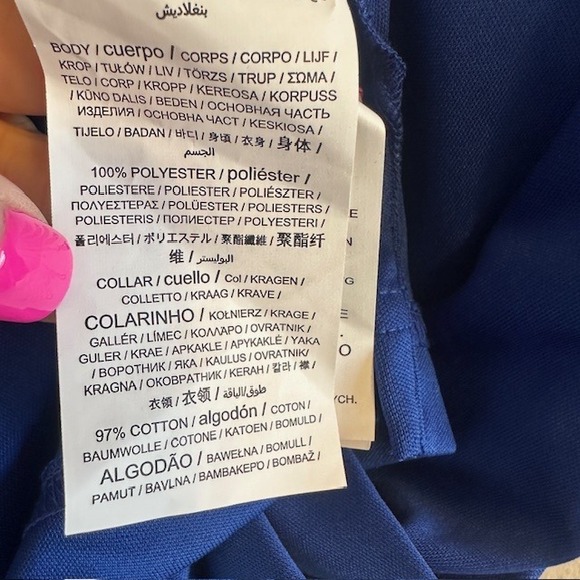 بنغلاديش
BODY / cuerpo / CORPS / CORPO / LIJF /
KROP / TUŁÓW / LIV / TÖRZS / TRUP / ΣΩΜΑ /
TELO / CORP / KROPP / KEREOSA / KORPUSS
/ KŪNO DALIS / BEDEN / ОСНОВНАЯ ЧАСТЬ
ИЗДЕЛИЯ / ОСНОВНА ЧАСТ / KESKIOSA /
TIJELO / BADAN / 바디 / 身頃 / 衣身 / 身体 /
الجسم
100% POLYESTER / poliéster /
POLIESTERE / POLIESTER / POLIÉSZTER /
ΠΟΛΥΕΣΤΕΡΑΣ / POLÜESTER / POLIESTERS /
POLIESTERIS / ПОЛИЕСТЕР / POLYESTERI /
폴리에스터 / ポリエステル / 聚酯纖維 / 聚酯纤
维 / البوليستر /
COLLAR / cuello / Col / KRAGEN /
COLLETTO / KRAAG / KRAVE /
COLARINHO / KOŁNIERZ / KRAGE /
GALLÉR / LÍMEC / ΚΟΛΛΑΡΟ / OVRATNIK /
GULER / KRAE / APKAKLE / APYKAKLĖ / YAKA
/ ВОРОТНИК / ЯКА / KAULUS / OVRATNIK/
KRAGNA / ОКОВРАТНИК / KERAH / 칼라 / 襟 /
衣領 / 衣领 / طوق/الياقة/
97% COTTON / algodón / COTON /
BAUMWOLLE / COTONE / KATOEN / BOMULD /
ALGODÃO / BAWEŁNA / BOMULL /
PAMUT / BAVLNA / ΒΑΜΒΑΚΕΡΟ / BOMBAŽ /
E
G
O
YCH.